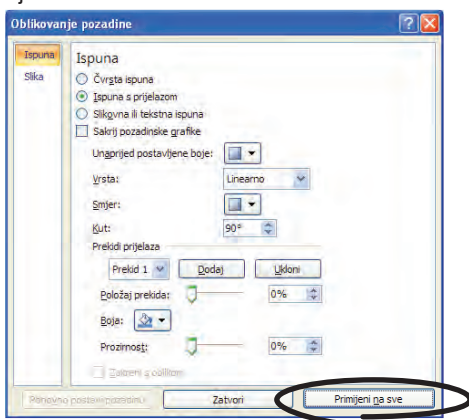 Oblikovanje pozadine
Ispuna
Slika
Ispuna
Čvrsta ispuna
Ispuna s prijelazom
Slikovna ili tekstna ispuna
Sakrij pozadinske grafike
Unaprijed postavljene boje:
Vrsta: Linearno
Smjer:
Kut: 90°
Prekidi prijelaza
Prekid 1 Dodaj Ukloni
Položaj prekida: 0%
Boja:
Prozirnost: 0%
Zakreni s oblikom
Ponovno postavi pozadinu Zatvori Primijeni na sve